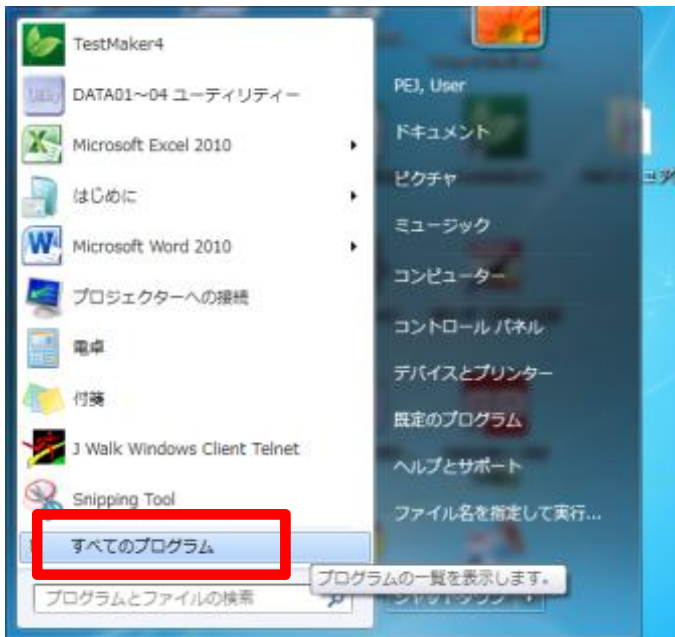 TestMaker4
DATA01～04 ユーティリティー
Microsoft Excel 2010
はじめに
Microsoft Word 2010
プロジェクターへの接続
電卓
付箋
J Walk Windows Client Telnet
Snipping Tool
すべてのプログラム
プログラムとファイルの検索
PEJ, User
ドキュメント
ピクチャ
ミュージック
コンピューター
コントロール パネル
デバイスとプリンター
既定のプログラム
ヘルプとサポート
ファイル名を指定して実行...
プログラムの一覧を表示します。